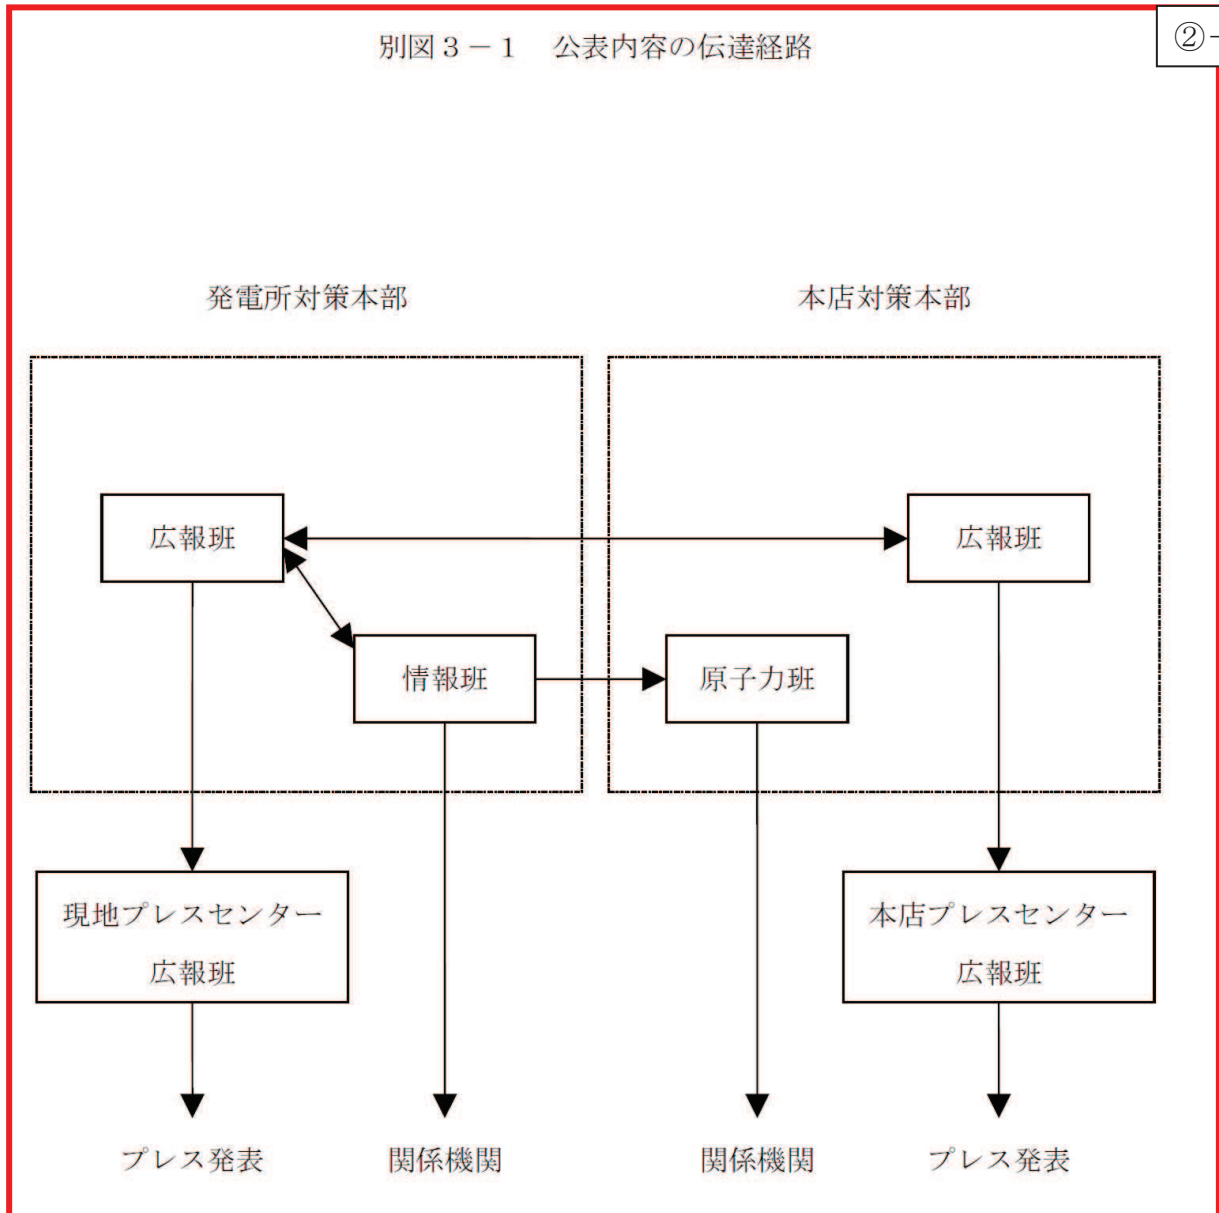 別図３－１　公表内容の伝達経路
②-
発電所対策本部
本店対策本部
広報班
広報班
情報班
原子力班
現地プレスセンター
広報班
本店プレスセンター
広報班
プレス発表
関係機関
関係機関
プレス発表